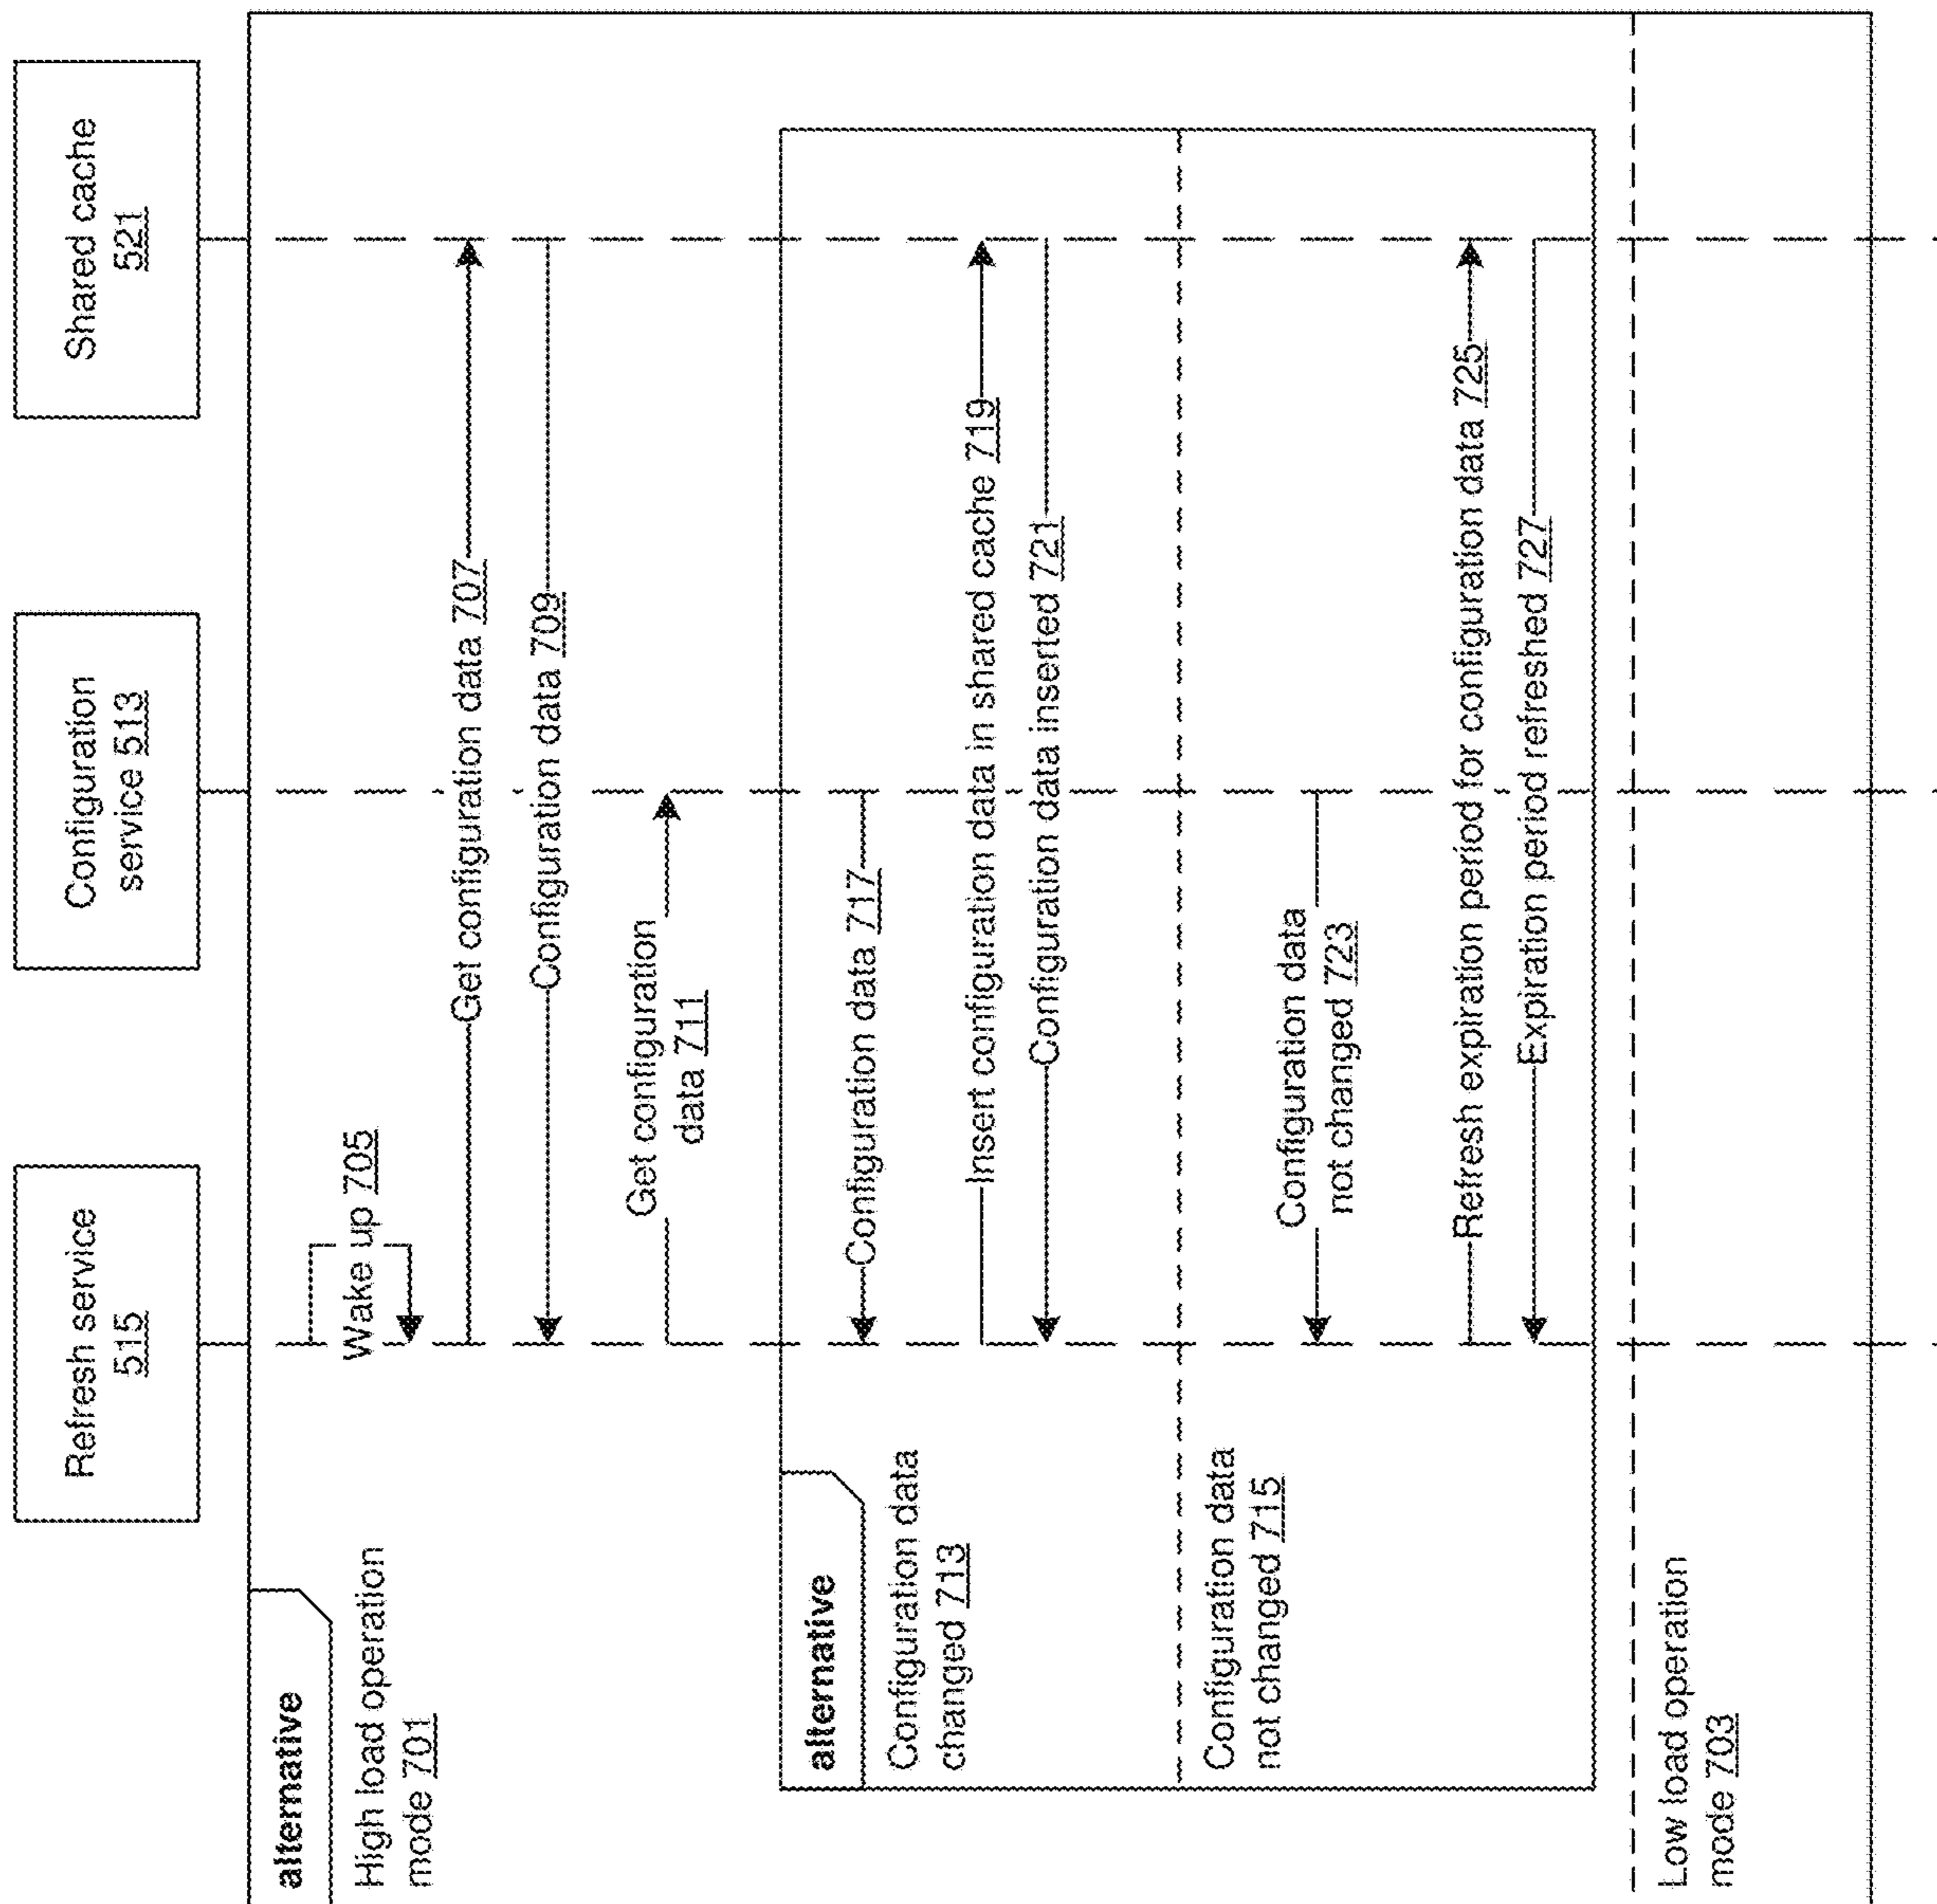 Refresh service
515
Configuration
service 513
Shared cache
521
alternative
High load operation
mode 701
Wake up 705
Get configuration data 707
Configuration data 709
Get configuration
data 711
alternative
Configuration data
changed 713
Configuration data 717
Insert configuration data in shared cache 719
Configuration data inserted 721
Configuration data
not changed 715
Configuration data
not changed 723
Refresh expiration period for configuration data 725
Expiration period refreshed 727
Low load operation
mode 703